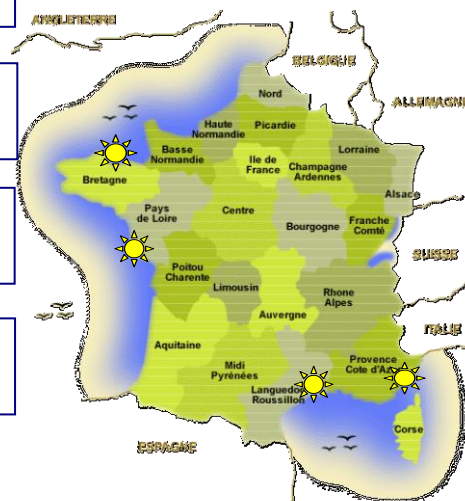 ANGLETERRE
BELGIQUE
Nord
ALLEMAGNE
Haute
Normandie
Picardie
Basse
Normandie
Ile de
France
Lorraine
Champagne
Ardennes
Bretagne
Alsace
Pays
de Loire
Centre
Bourgogne
Franche
Comté
SUISSE
Poitou
Charente
Limousin
Rhone
Alpes
Auvergne
ITALIE
Aquitaine
Provence
Cote d'Az
Midi
Pyrénées
Languedoc
Roussillon
Corse
ESPAGNE